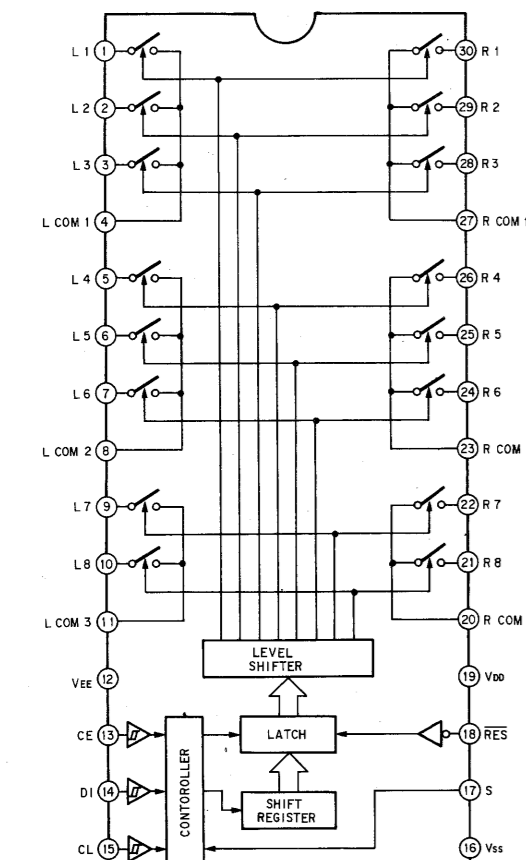 L 1 1 30 R 1
L 2 2 29 R 2
L 3 3 28 R 3
L COM 1 4 27 R COM 1
L 4 5 26 R 4
L 5 6 25 R 5
L 6 7 24 R 6
L COM 2 8 23 R COM
L 7 9 22 R 7
L 8 10 21 R 8
L COM 3 11 20 R COM
LEVEL
SHIFTER
VEE 12 19 VDD
CE 13 LATCH 18 RES
DI 14 CONTOROLLER SHIFT
REGISTER 17 S
CL 15 16 Vss